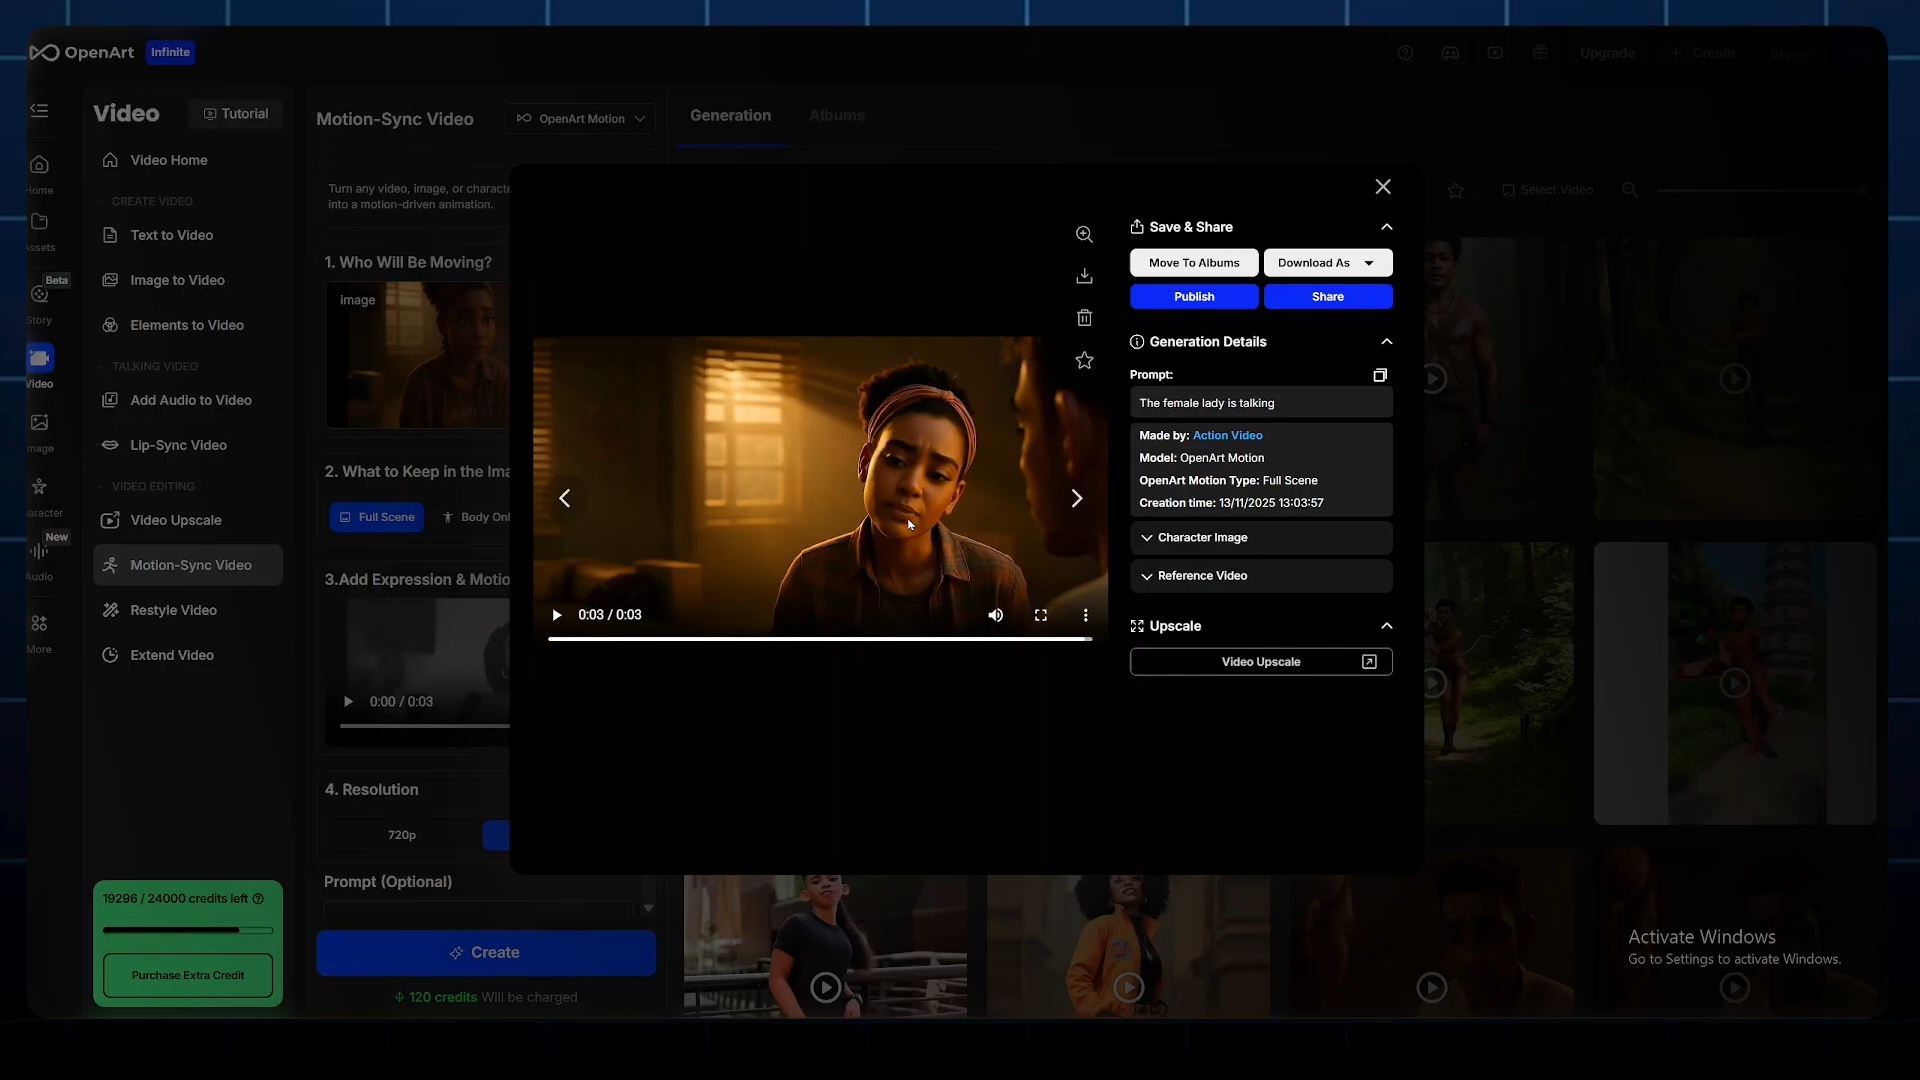 OpenArt Infinite
Upgrade
+ Create
Sign in
Video
Tutorial
Video Home
CREATE VIDEO
Text to Video
Image to Video
Elements to Video
TALKING VIDEO
Add Audio to Video
Lip-Sync Video
VIDEO EDITING
Video Upscale
Motion-Sync Video
Restyle Video
Extend Video
19296 / 24000 credits left
Purchase Extra Credit
ome
ssets
Beta
Story
Video
mage
aracter
New
Audio
More
Motion-Sync Video
OpenArt Motion
Turn any video, image, or characte
into a motion-driven animation.
1. Who Will Be Moving?
Image
2. What to Keep in the Ima
Full Scene
Body Onl
3.Add Expression & Motio
0:00 / 0:03
4. Resolution
720p
Prompt (Optional)
Create
120 credits Will be charged
Generation
Albums
Select Video
0:03 / 0:03
Save & Share
Move To Albums
Download As
Publish
Share
Generation Details
Prompt:
The female lady is talking
Made by: Action Video
Model: OpenArt Motion
OpenArt Motion Type: Full Scene
Creation time: 13/11/2025 13:03:57
Character Image
Reference Video
Upscale
Video Upscale
Activate Windows
Go to Settings to activate Windows.